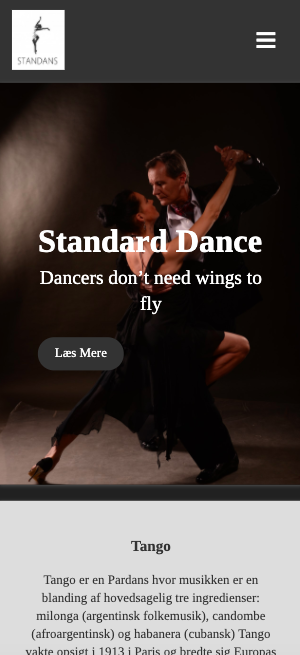 STANDANS
Standard Dance
Dancers don't need wings to
fly
Læs Mere
Tango
Tango er en Pardans hvor musikken er en
blanding af hovedsagelig tre ingredienser:
milonga (argentinsk folkemusik), candombe
(afroargentinsk) og habanera (cubansk) Tango
vakte opsigt i 1913 i Paris og bredte sig Europas